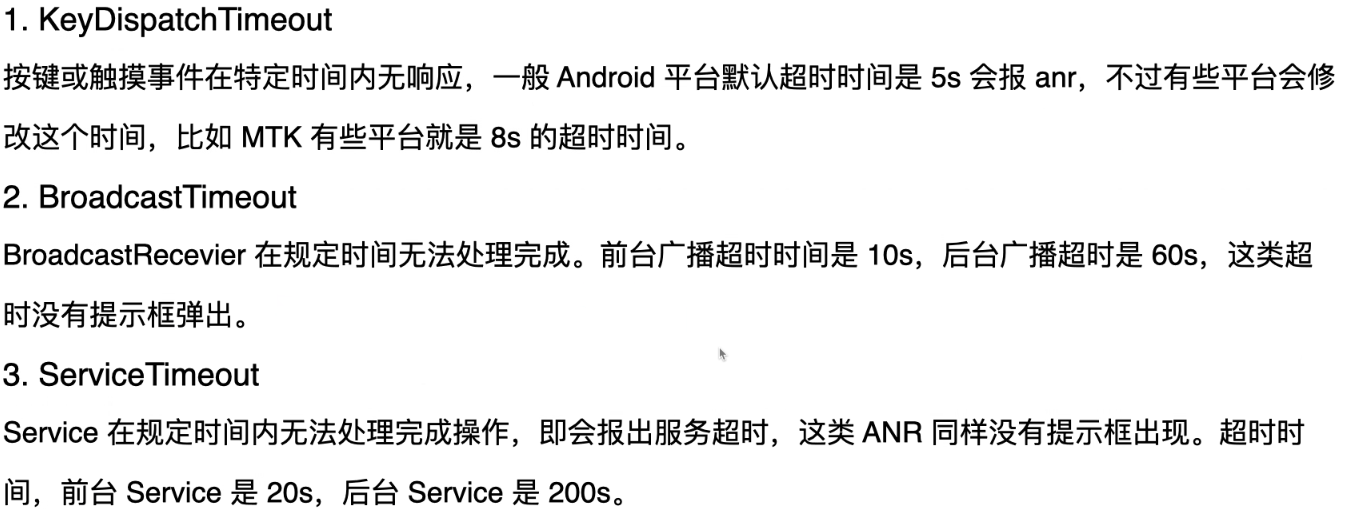 1. KeyDispatchTimeout
按键或触摸事件在特定时间内无响应，一般 Android 平台默认超时时间是 5s 会报 anr，不过有些平台会修
改这个时间，比如 MTK 有些平台就是 8s 的超时时间。
2. BroadcastTimeout
BroadcastRecevier 在规定时间无法处理完成。前台广播超时时间是 10s，后台广播超时是 60s，这类超
时没有提示框弹出。
3. ServiceTimeout
Service 在规定时间内无法处理完成操作，即会报出服务超时，这类 ANR 同样没有提示框出现。超时时
间，前台 Service 是 20s，后台 Service 是 200s。